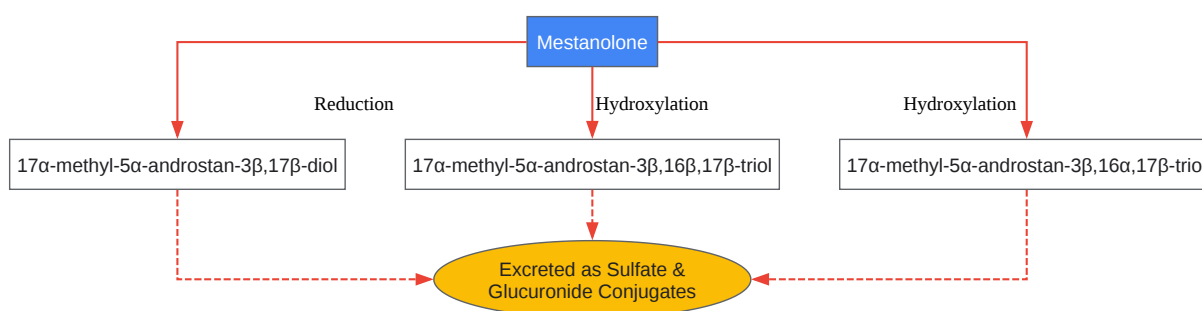 Mestanolone
Reduction
Hydroxylation
Hydroxylation
17α-methyl-5α-androstan-3β,17β-diol
17α-methyl-5α-androstan-3β,16β,17β-triol
17α-methyl-5α-androstan-3β,16α,17β-trio
Excreted as Sulfate &
Glucuronide Conjugates